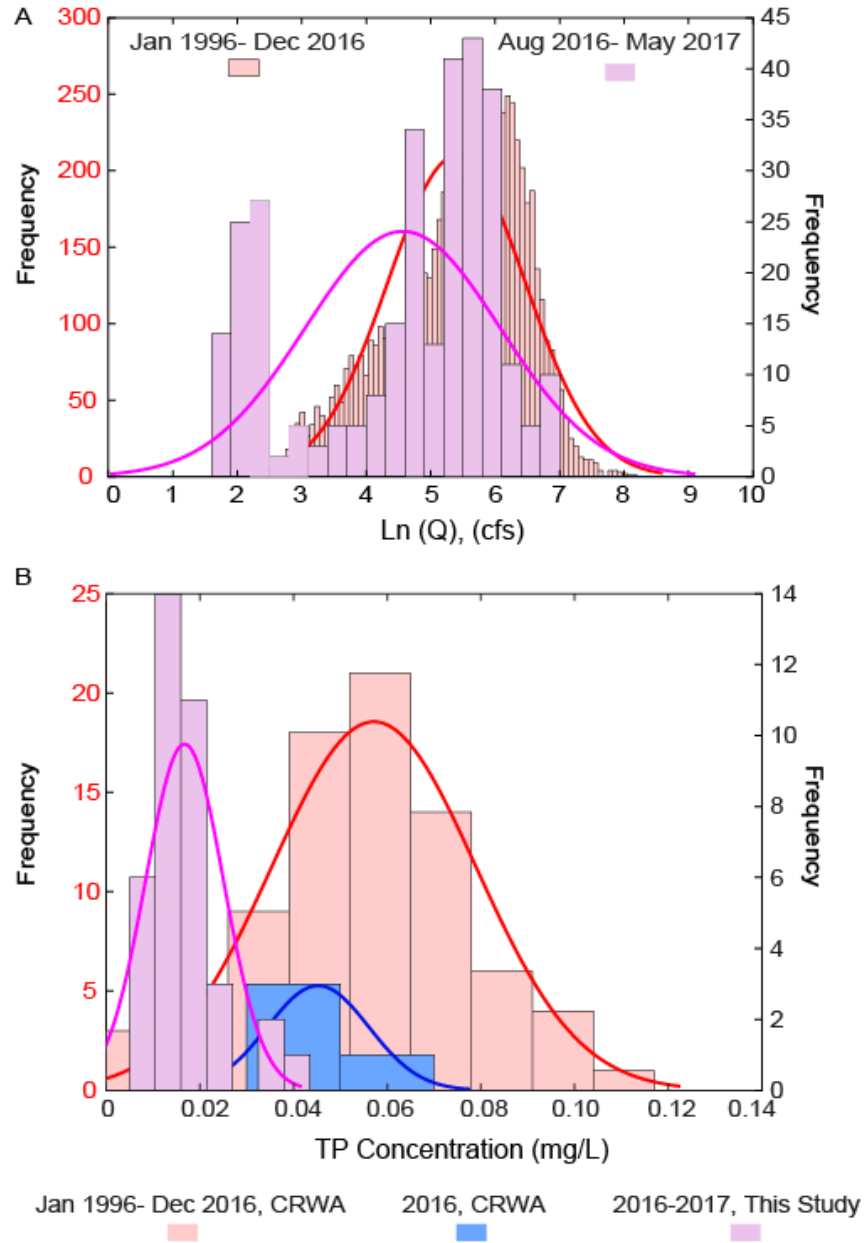 A
Jan 1996- Dec 2016
Aug 2016- May 2017
300
250
200
150
100
50
0
Frequency
45
40
35
30
25
20
15
10
5
0
Frequency
0 1 2 3 4 5 6 7 8 9 10
Ln (Q), (cfs)
B
25
20
15
10
5
0
Frequency
14
12
10
8
6
4
2
0
Frequency
0 0.02 0.04 0.06 0.08 0.10 0.12 0.14
TP Concentration (mg/L)
Jan 1996- Dec 2016, CRWA 2016, CRWA 2016-2017, This Study